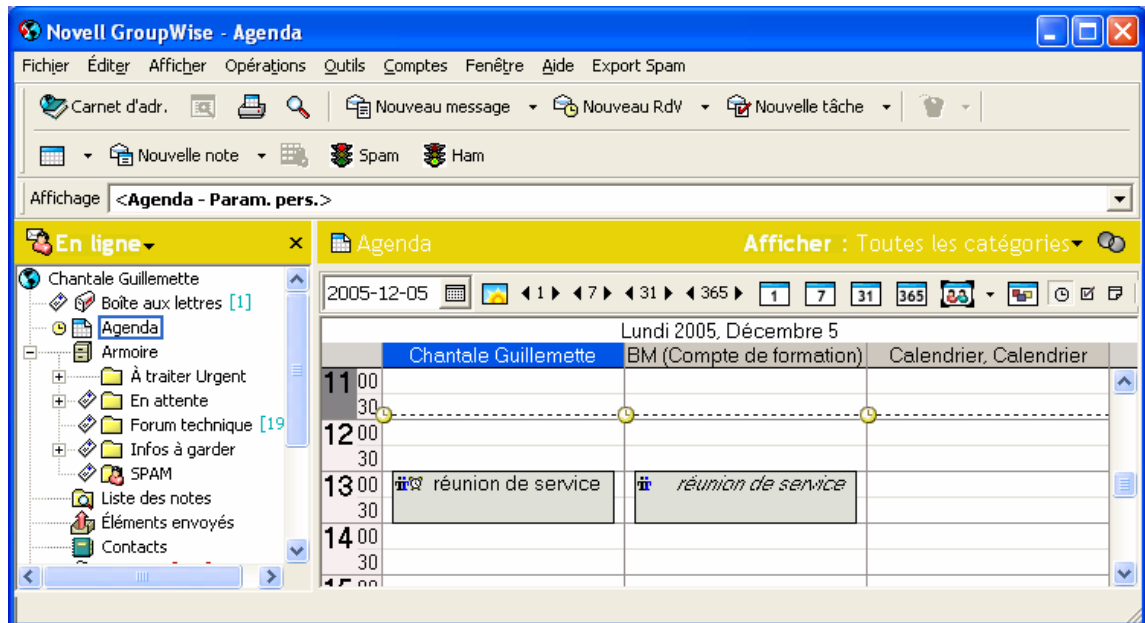 Novell GroupWise - Agenda
Fichier Éditer Afficher Opérations Outils Comptes Fenêtre Aide Export Spam
Carnet d'adr. Nouveau message Nouveau RdV Nouvelle tâche
Nouvelle note Spam Ham
Affichage <Agenda - Param. pers.>
En ligne
Agenda Afficher : Toutes les catégories
Chantale Guillemette
Boîte aux lettres [1]
Agenda
Armoire
À traiter Urgent
En attente
Forum technique [19
Infos à garder
SPAM
Liste des notes
Éléments envoyés
Contacts
2005-12-05 1 7 31 365 1 7 31 365
Lundi 2005, Décembre 5
Chantale Guillemette BM (Compte de formation) Calendrier, Calendrier
11 00
30
12 00
30
13 00 réunion de service réunion de service
30
14 00
30